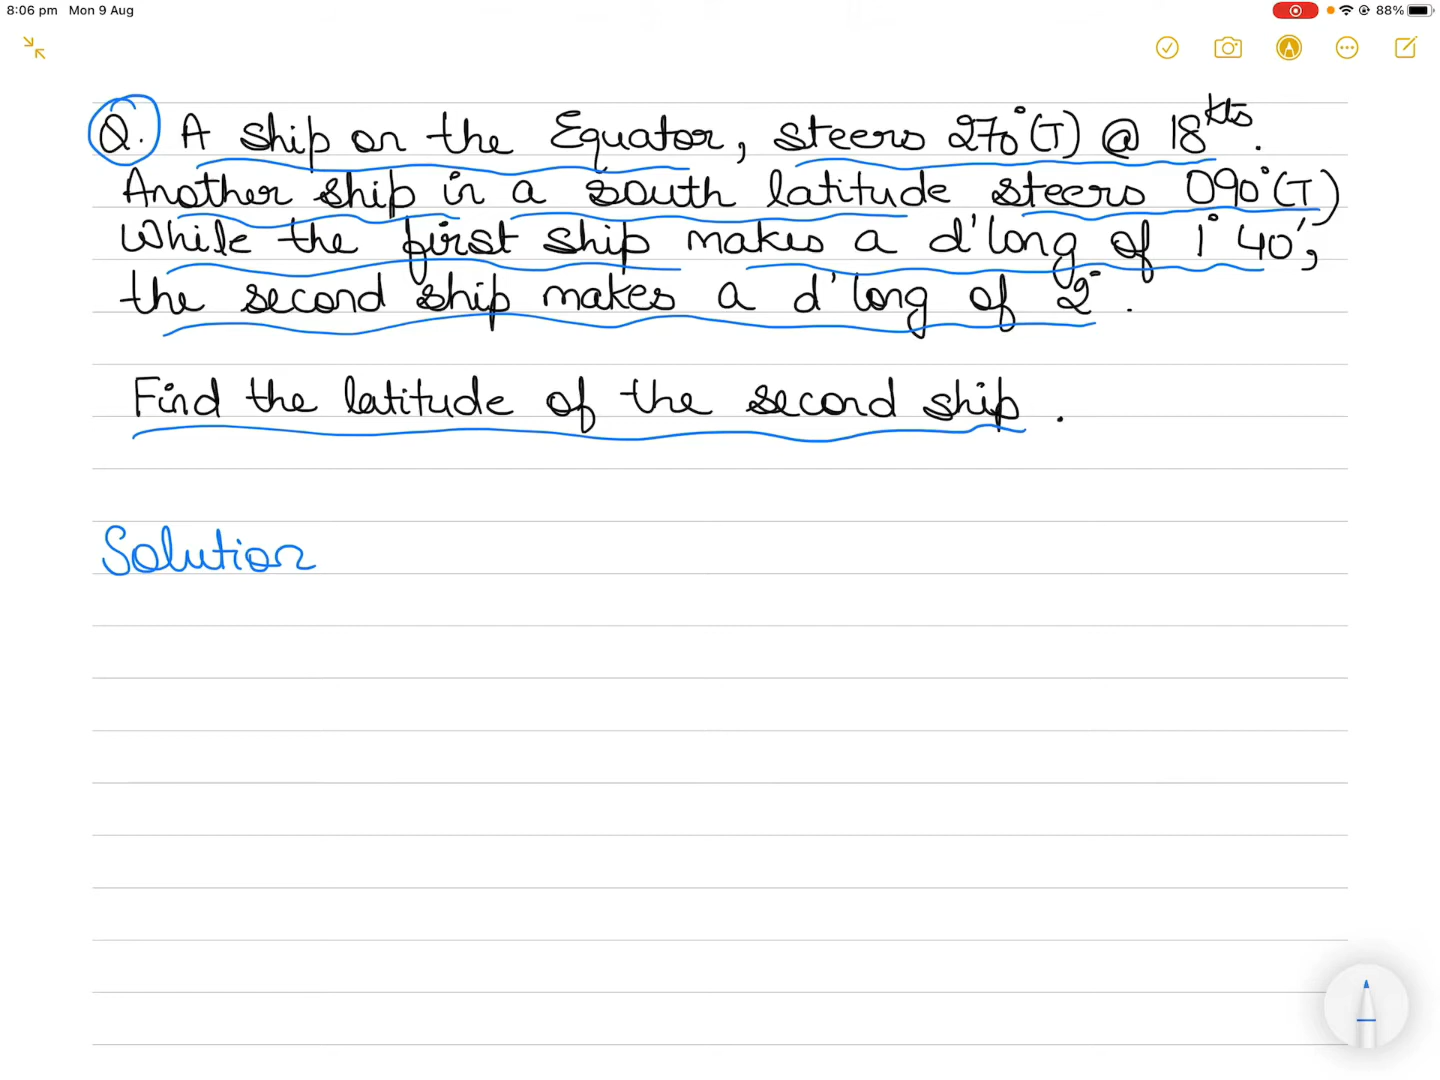 8:06 pm Mon 9 Aug 88%
Q. A ship on the Equator, steers 270°(T) @ 18kts.
Another ship in a south latitude steers 090°(T)
While the first ship makes a d'long of 1° 40',
the second ship makes a d'long of 2°.
Find the latitude of the second ship.
Solution